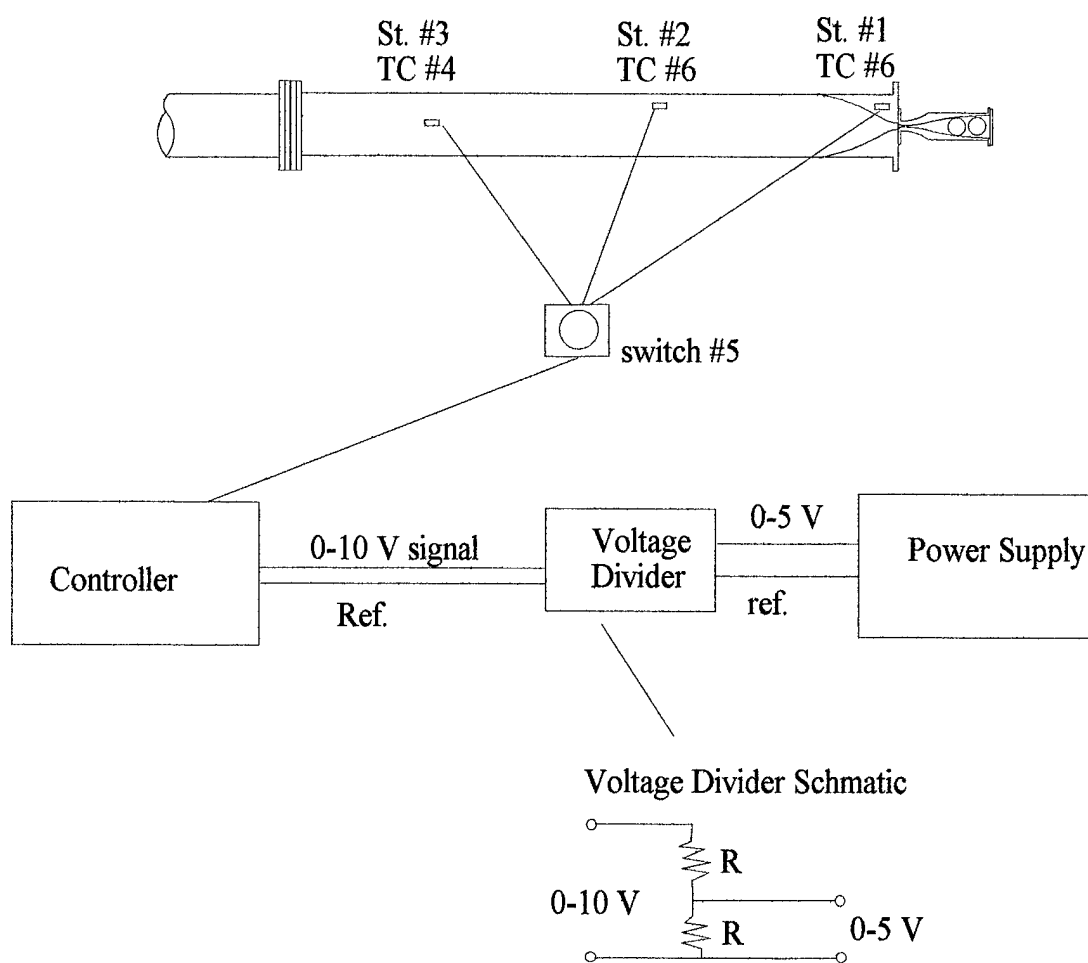 St. #3
TC #4
St. #2
TC #6
St. #1
TC #6
switch #5
Controller
0-10 V signal
Ref.
Voltage
Divider
0-5 V
ref.
Power Supply
Voltage Divider Schmatic
R
0-10 V
R
0-5 V